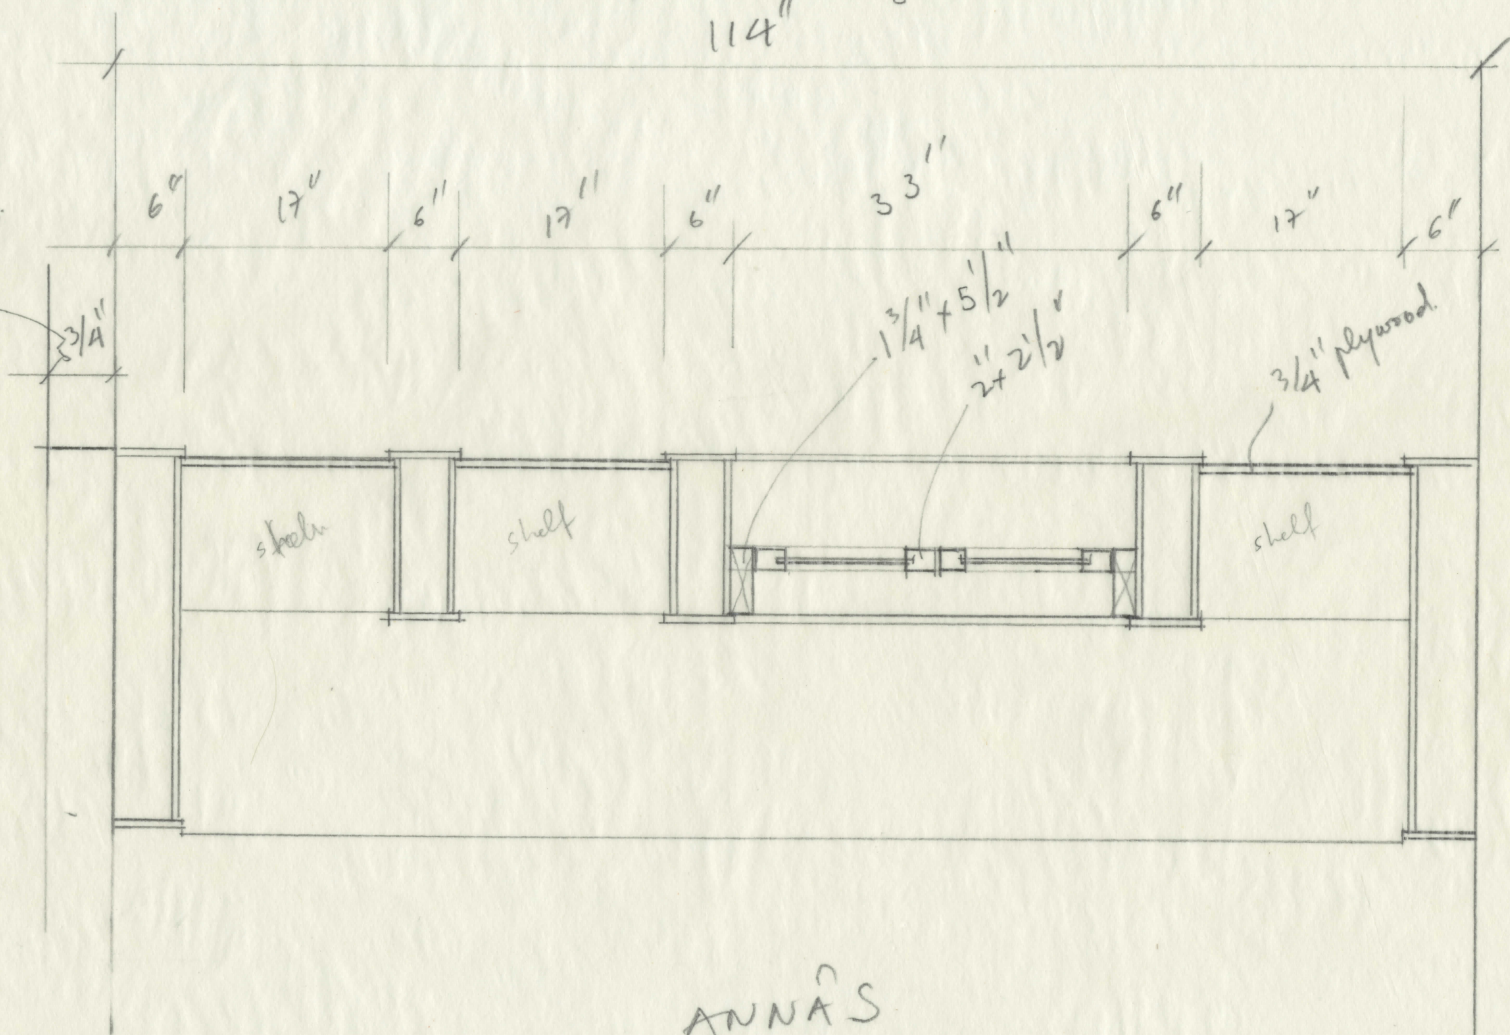 114"
6" 17" 6" 17" 6" 33" 6" 17" 6"
3/4"
1 3/4" + 5 1/2"
2" + 2 1/2"
3/4" plywood.
shelf
shelf
ANNÂS